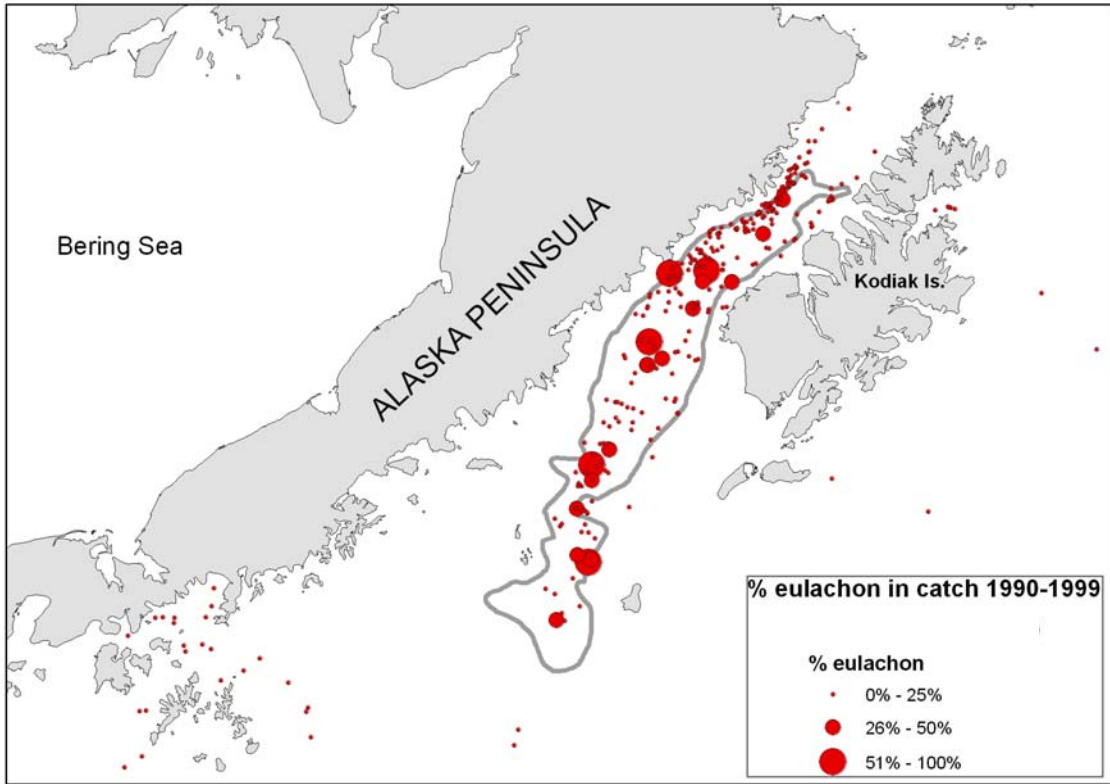 Bering Sea
ALASKA PENINSULA
Kodiak Is.
% eulachon in catch 1990-1999
% eulachon
0% - 25%
26% - 50%
51% - 100%